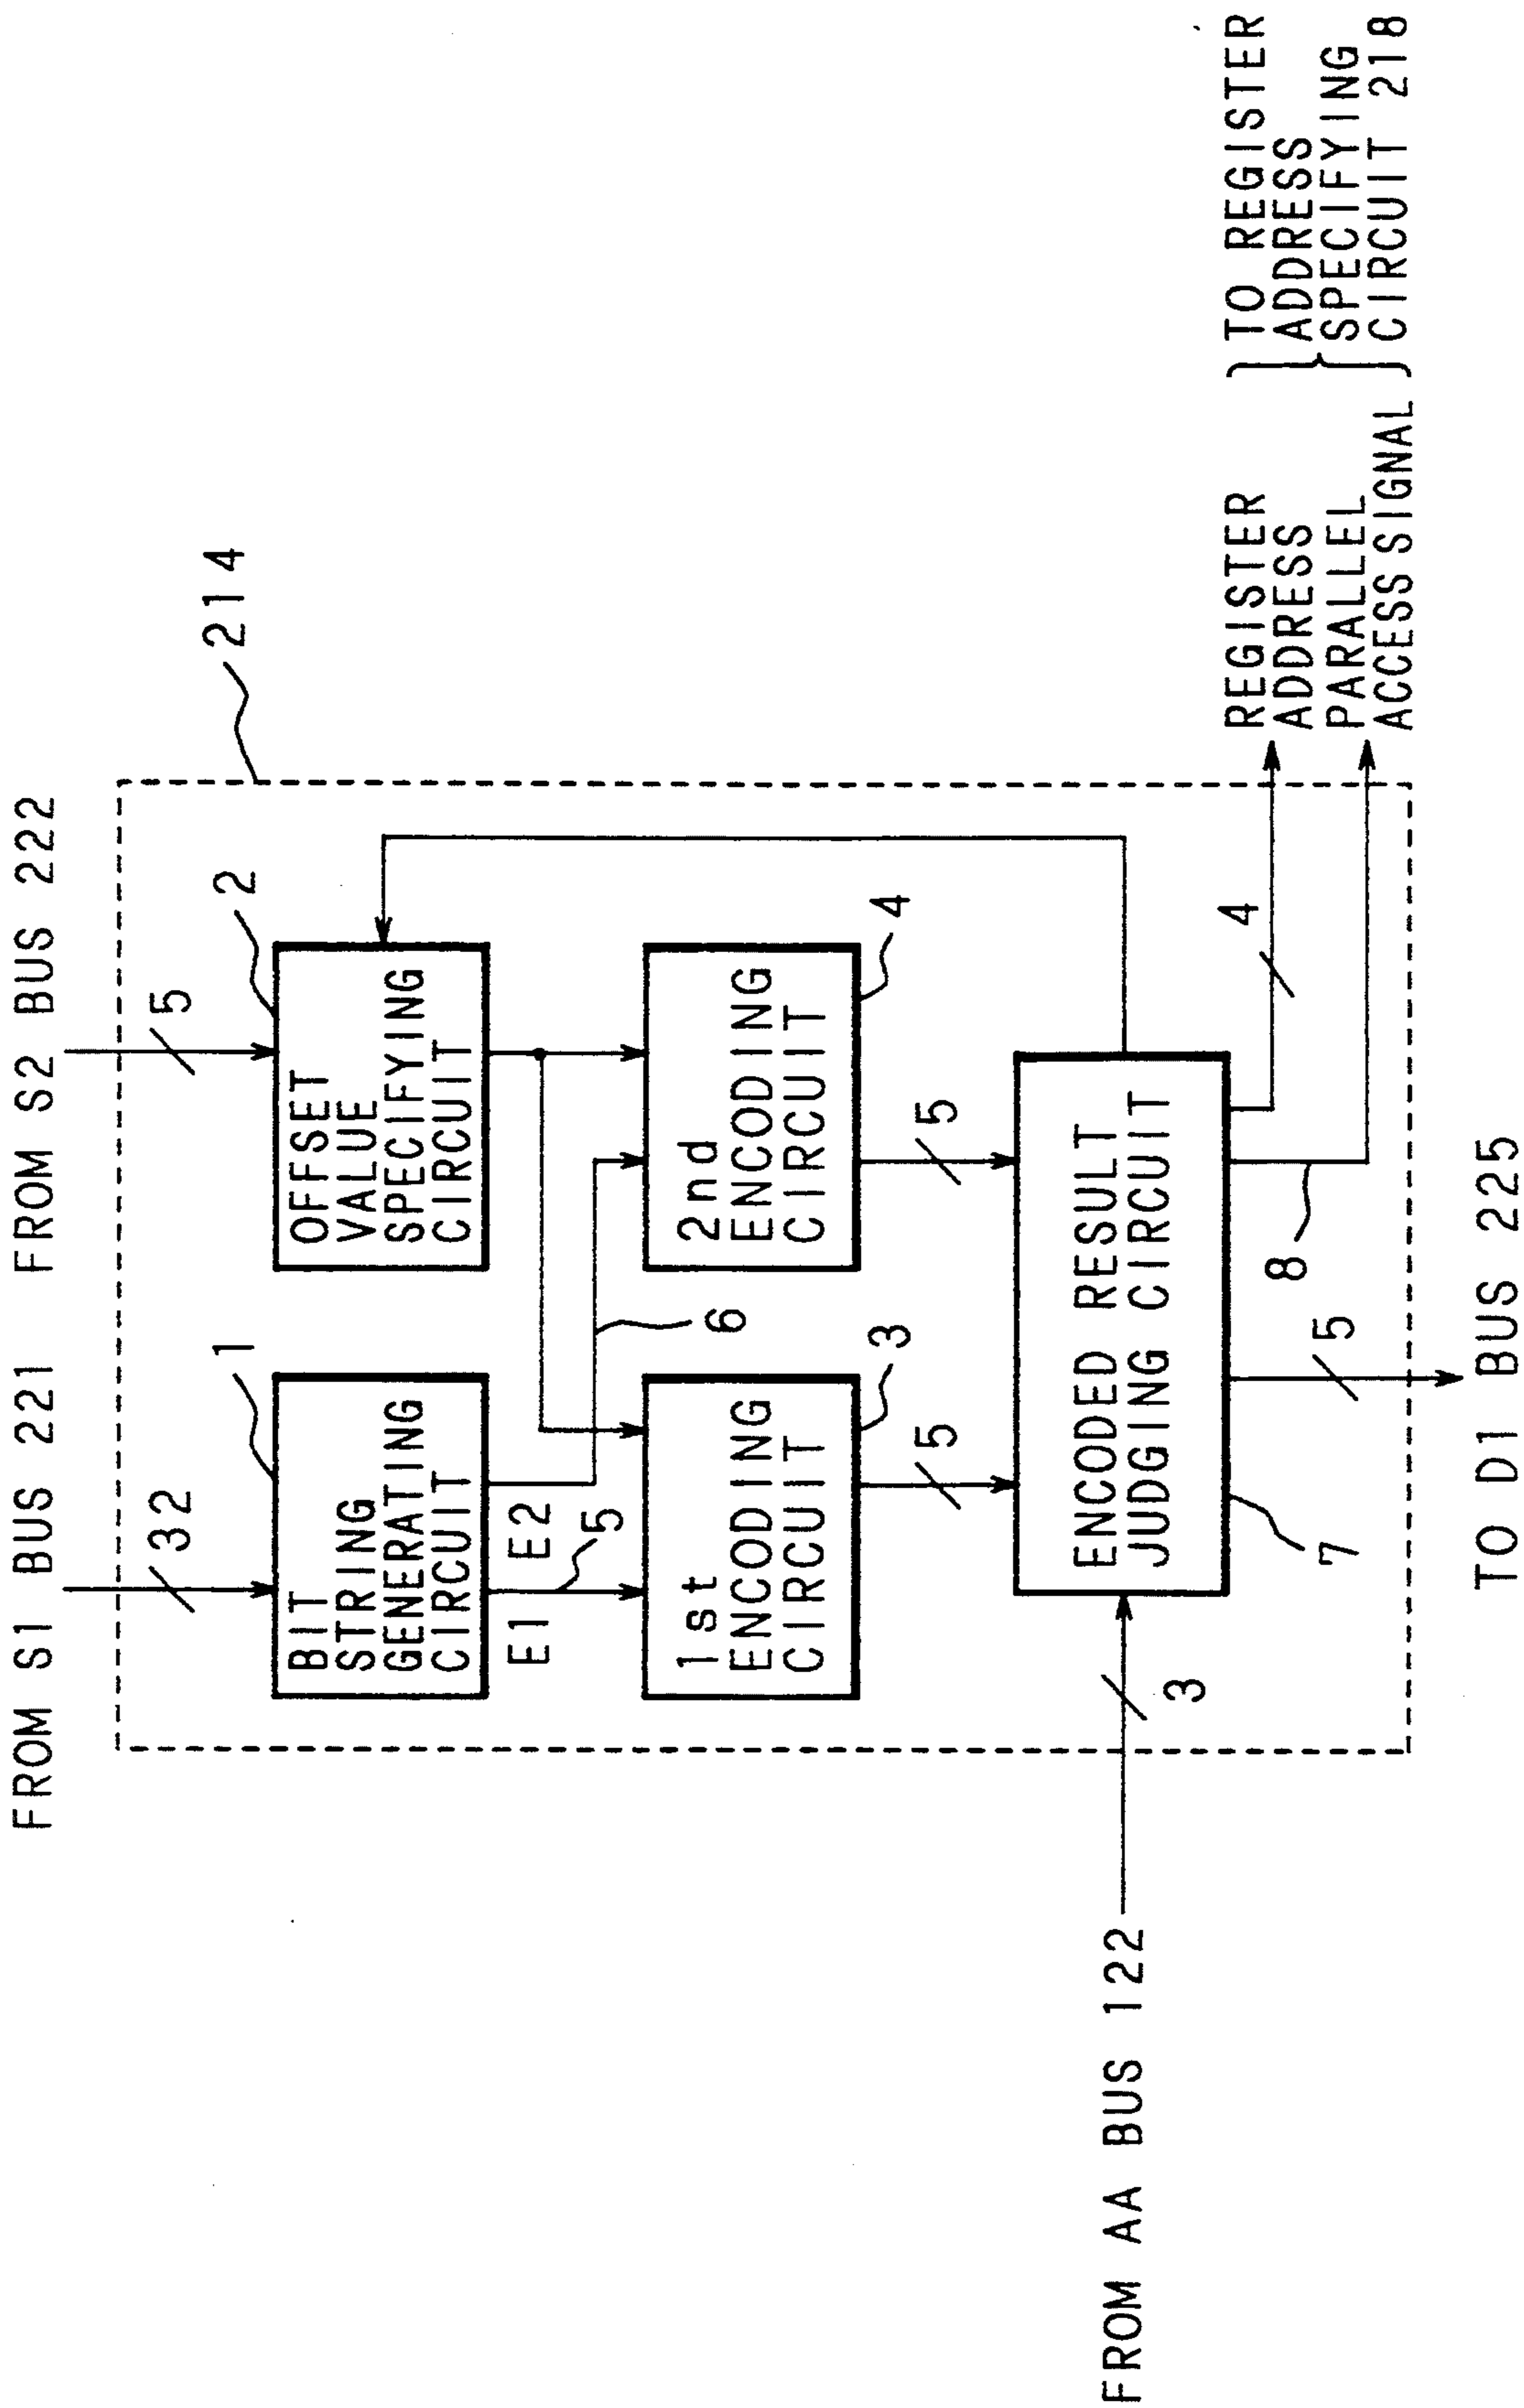 FROM S1 BUS 221
FROM S2 BUS 222
32
5
214
1
2
BIT
STRING
GENERATING
CIRCUIT
OFFSET
VALUE
SPECIFYING
CIRCUIT
E1
E2
5
6
1st
ENCODING
CIRCUIT
3
2nd
ENCODING
CIRCUIT
4
5
5
FROM AA BUS 122
3
ENCODED RESULT
JUDGING CIRCUIT
7
8
4
5
REGISTER
ADDRESS
PARALLEL
ACCESS SIGNAL
TO REGISTER
ADDRESS
SPECIFYING
CIRCUIT 218
TO D1 BUS 225